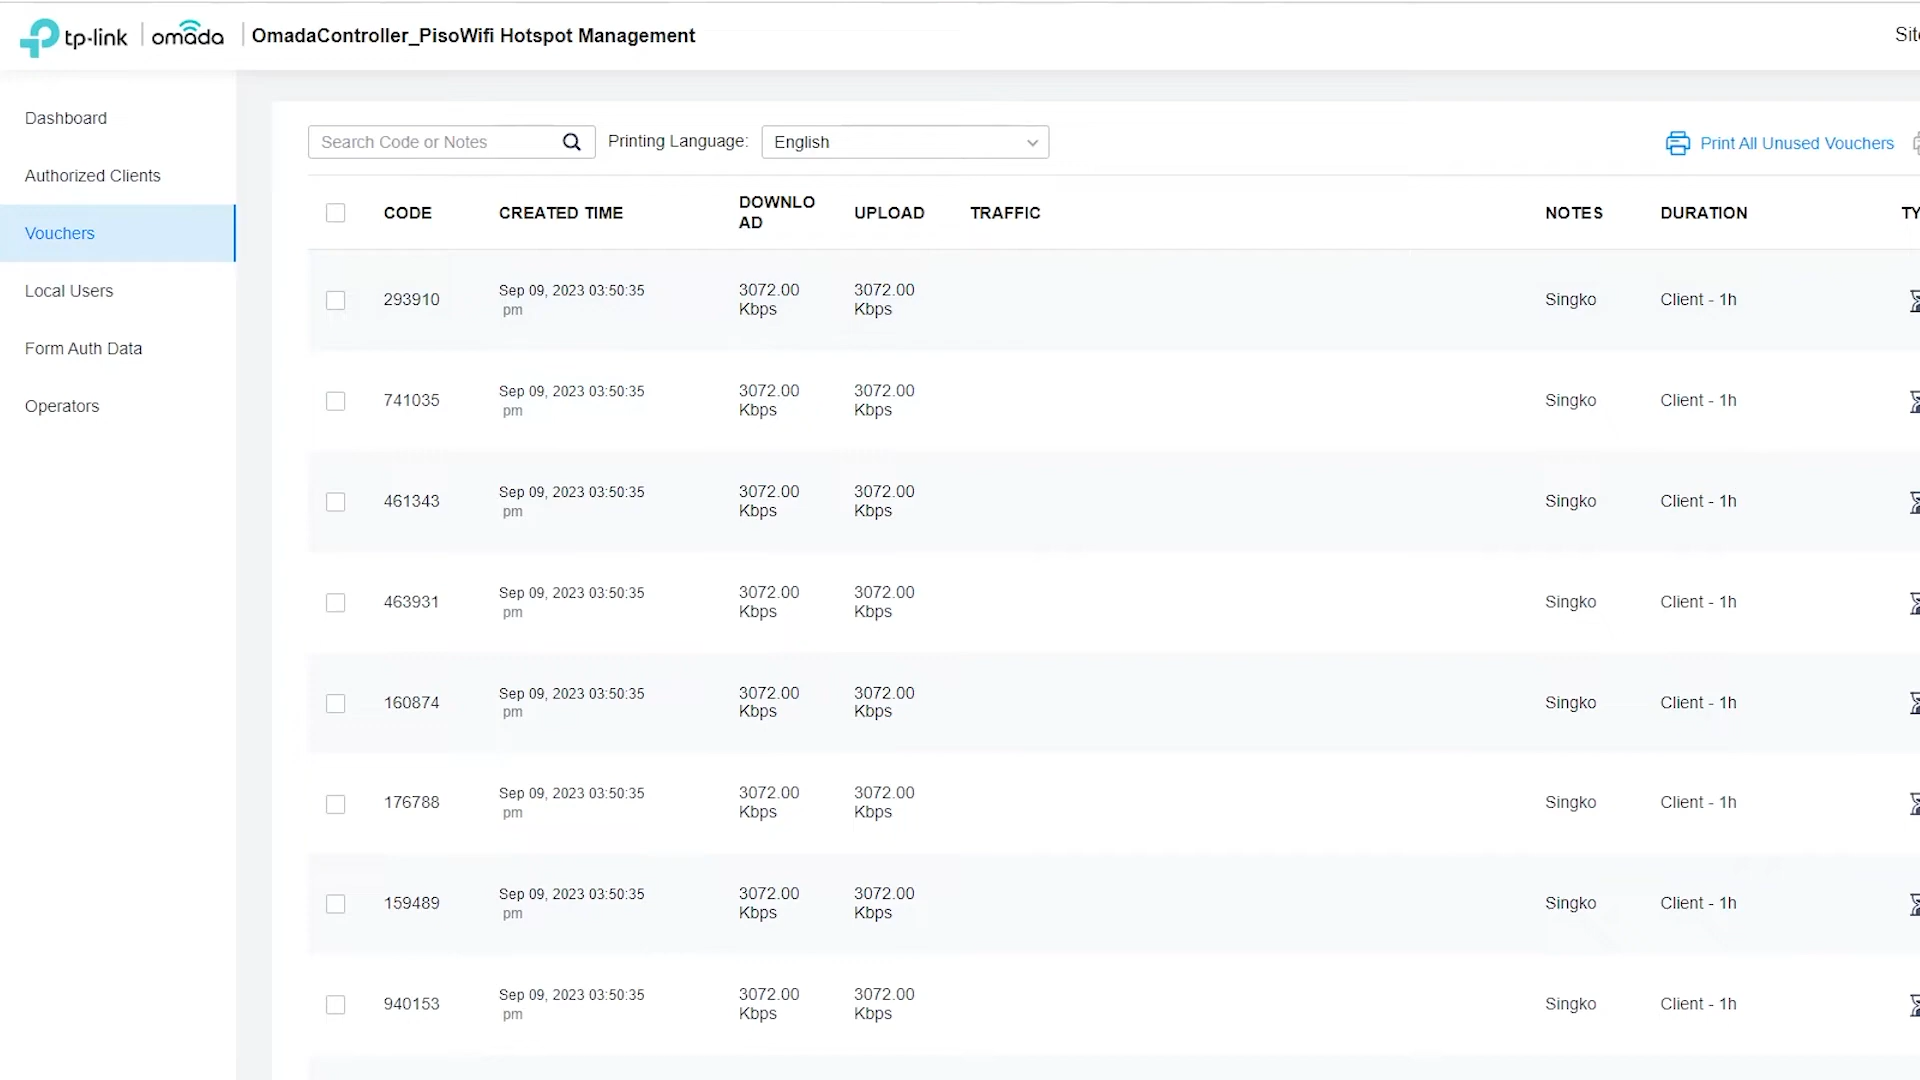 tp-link | omada | OmadaController_PisoWifi Hotspot Management
Dashboard
Authorized Clients
Vouchers
Local Users
Form Auth Data
Operators
Search Code or Notes
Printing Language:
English
Print All Unused Vouchers
CODE
CREATED TIME
DOWNLO
AD
UPLOAD
TRAFFIC
NOTES
DURATION
293910
Sep 09, 2023 03:50:35
pm
3072.00
Kbps
3072.00
Kbps
Singko
Client - 1h
741035
Sep 09, 2023 03:50:35
pm
3072.00
Kbps
3072.00
Kbps
Singko
Client - 1h
461343
Sep 09, 2023 03:50:35
pm
3072.00
Kbps
3072.00
Kbps
Singko
Client - 1h
463931
Sep 09, 2023 03:50:35
pm
3072.00
Kbps
3072.00
Kbps
Singko
Client - 1h
160874
Sep 09, 2023 03:50:35
pm
3072.00
Kbps
3072.00
Kbps
Singko
Client - 1h
176788
Sep 09, 2023 03:50:35
pm
3072.00
Kbps
3072.00
Kbps
Singko
Client - 1h
159489
Sep 09, 2023 03:50:35
pm
3072.00
Kbps
3072.00
Kbps
Singko
Client - 1h
940153
Sep 09, 2023 03:50:35
pm
3072.00
Kbps
3072.00
Kbps
Singko
Client - 1h